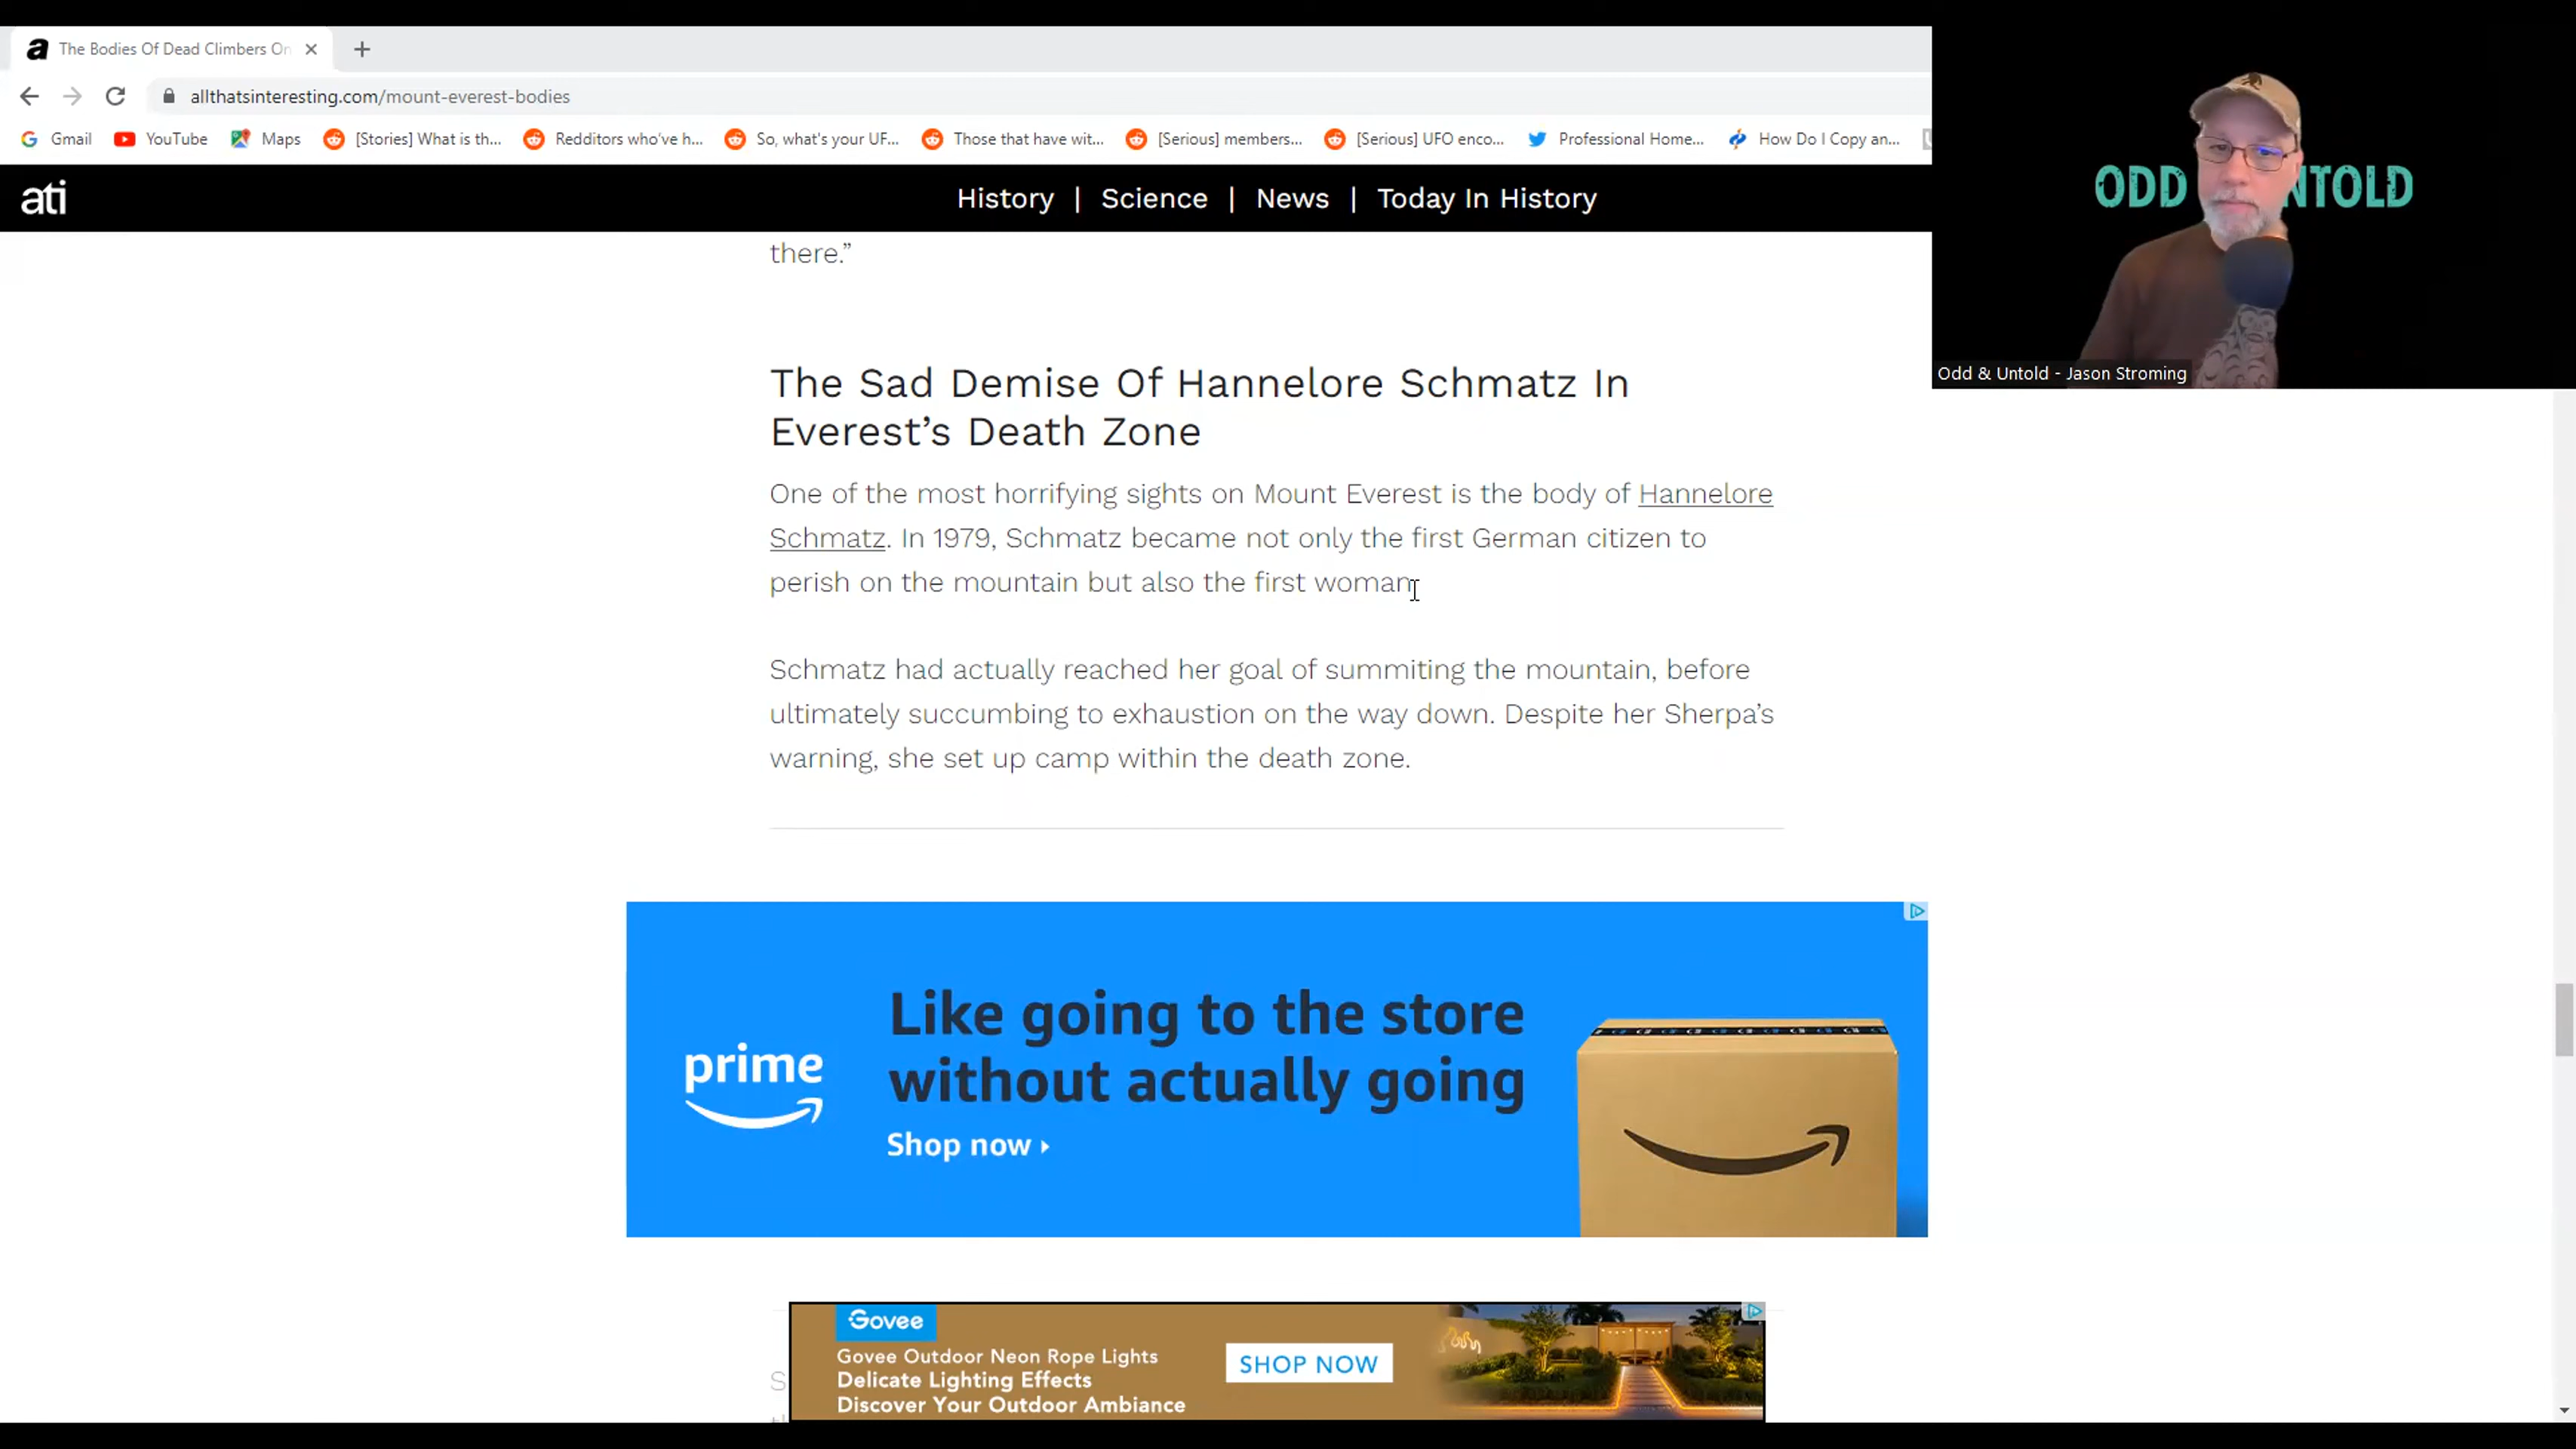 The Bodies Of Dead Climbers On
allthatsinteresting.com/mount-everest-bodies
Gmail YouTube Maps [Stories] What is th... Redditors who've h... So, what's your UF... Those that have wit... [Serious] members... [Serious] UFO enco... Professional Home... How Do I Copy an...
ati History | Science | News | Today In History
ODD NTOLD
Odd & Untold - Jason Stroming
there.”
The Sad Demise Of Hannelore Schmatz In
Everest’s Death Zone
One of the most horrifying sights on Mount Everest is the body of Hannelore
Schmatz. In 1979, Schmatz became not only the first German citizen to
perish on the mountain but also the first woman.
Schmatz had actually reached her goal of summiting the mountain, before
ultimately succumbing to exhaustion on the way down. Despite her Sherpa’s
warning, she set up camp within the death zone.
prime
Like going to the store
without actually going
Shop now
Govee
Govee Outdoor Neon Rope Lights
Delicate Lighting Effects
Discover Your Outdoor Ambiance
SHOP NOW